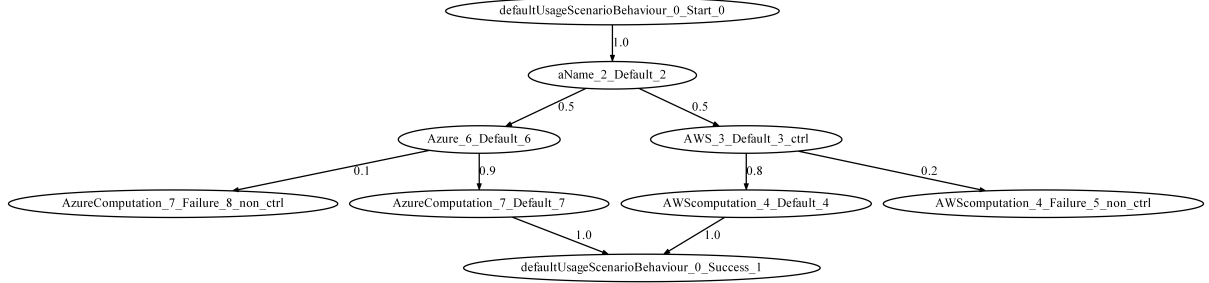 defaultUsageScenarioBehaviour_0_Start_0
1.0
aName_2_Default_2
0.5
0.5
Azure_6_Default_6
AWS_3_Default_3_ctrl
0.1
0.9
0.8
0.2
AzureComputation_7_Failure_8_non_ctrl
AzureComputation_7_Default_7
AWScomputation_4_Default_4
AWScomputation_4_Failure_5_non_ctrl
1.0
1.0
defaultUsageScenarioBehaviour_0_Success_1